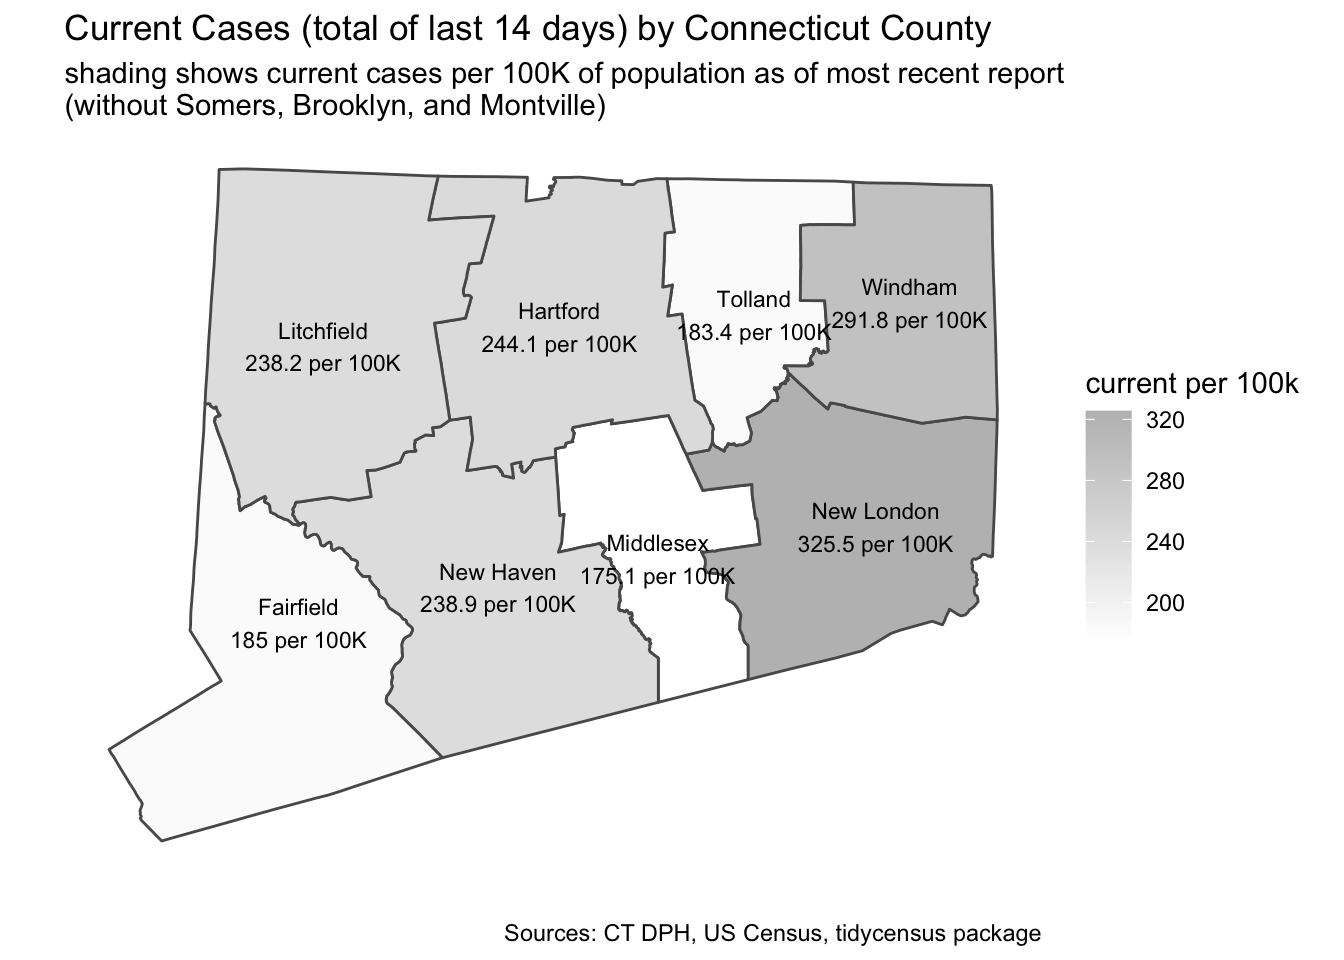 Current Cases (total of last 14 days) by Connecticut County
shading shows current cases per 100K of population as of most recent report
(without Somers, Brooklyn, and Montville)
Litchfield
238.2 per 100K
Hartford
244.1 per 100K
Tolland
183.4 per 100K
Windham
291.8 per 100K
Fairfield
185 per 100K
New Haven
238.9 per 100K
Middlesex
175.1 per 100K
New London
325.5 per 100K
current per 100k
320
280
240
200
Sources: CT DPH, US Census, tidycensus package